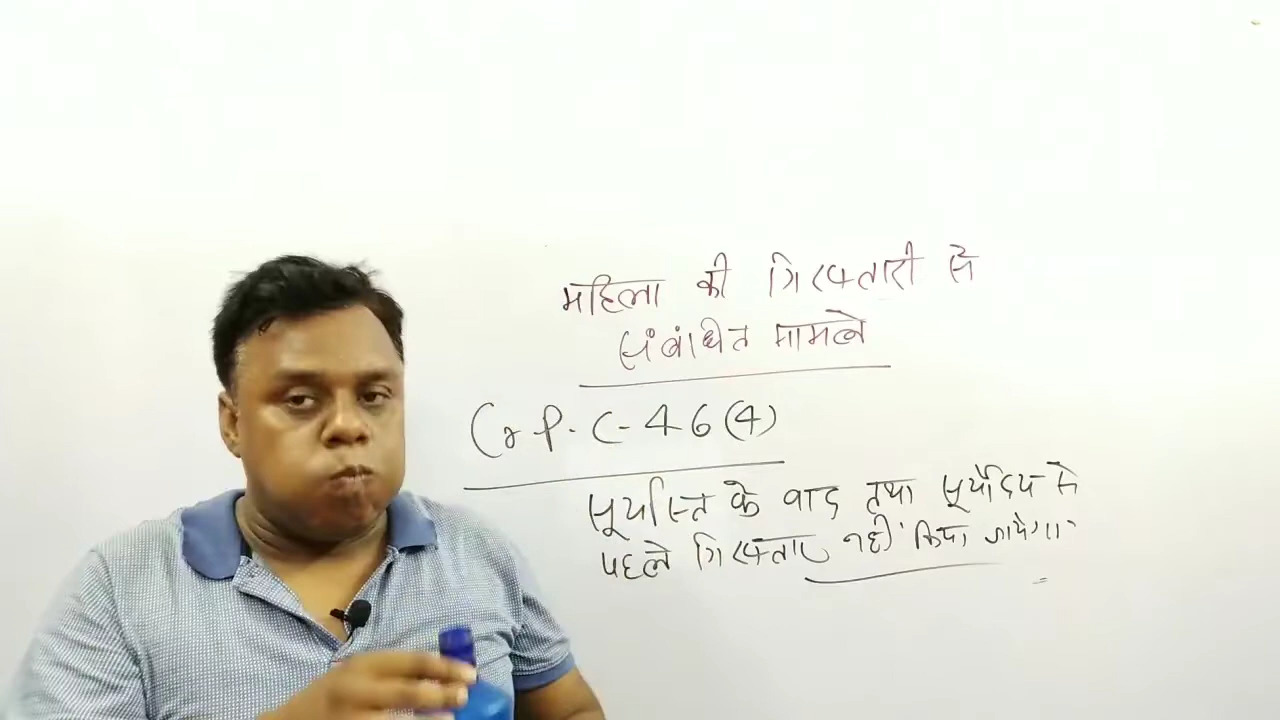 महिला की गिरफ्तारी से
संबंधित मामले
Cr P. C - 46 (4)
सूर्यास्त के बाद तथा सूर्योदय से
पहले गिरफ्तार नहीं किया जायेगा